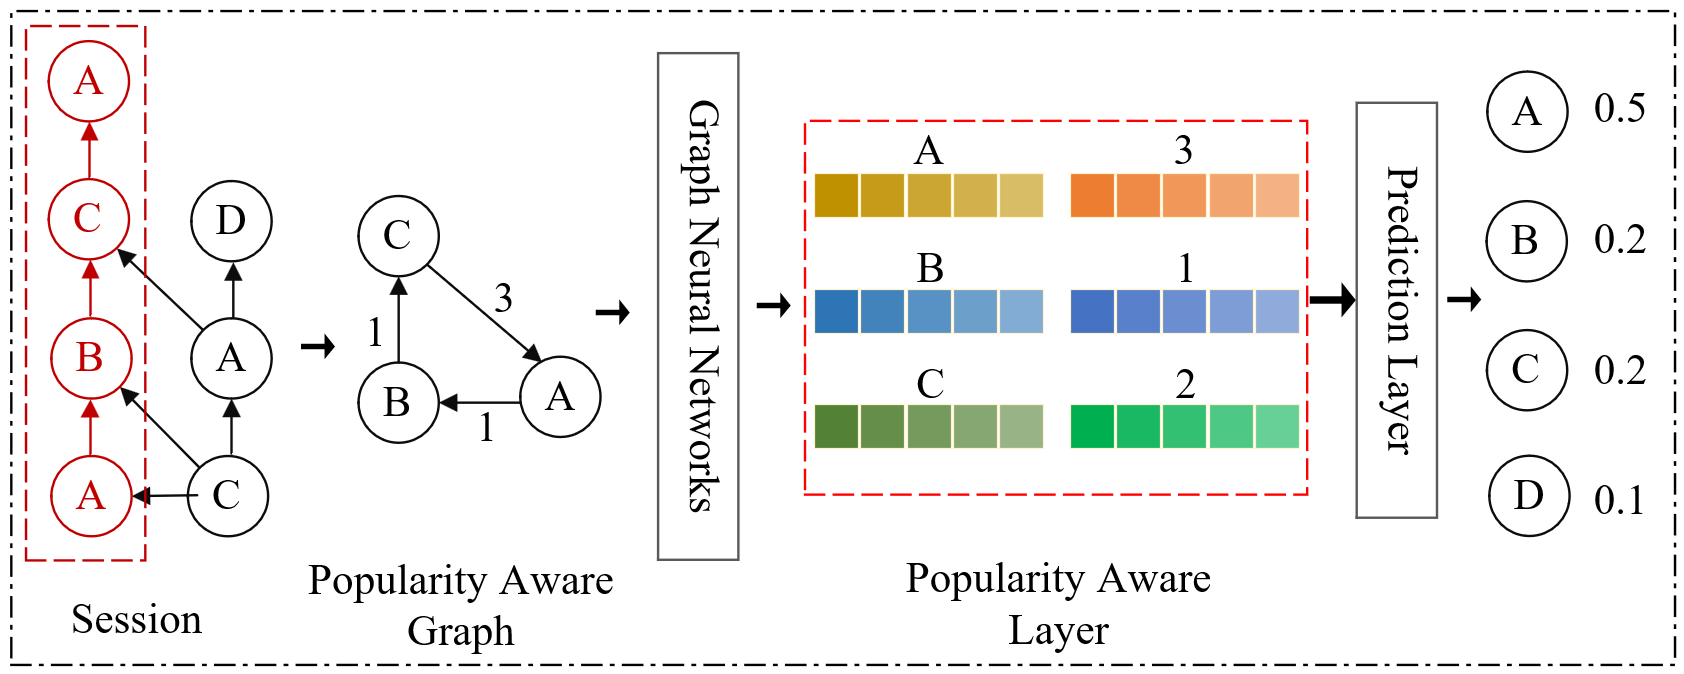 A
C
B
A
D
A
C
Session
C
B
A
1
3
1
Popularity Aware
Graph
Graph Neural Networks
A
3
B
1
C
2
Popularity Aware
Layer
Prediction Layer
A 0.5
B 0.2
C 0.2
D 0.1